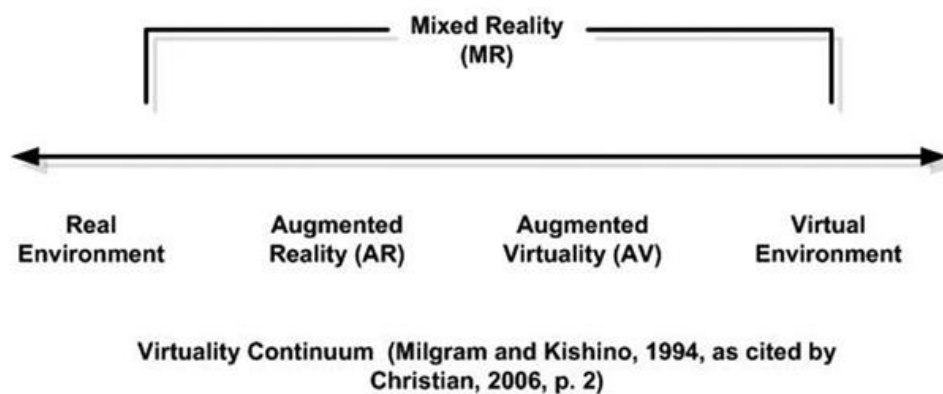 Mixed Reality
(MR)
Real
Environment
Augmented
Reality (AR)
Augmented
Virtuality (AV)
Virtual
Environment
Virtuality Continuum (Milgram and Kishino, 1994, as cited by
Christian, 2006, p. 2)